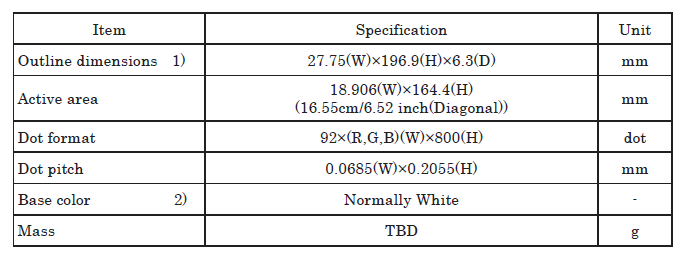 Item Specification Unit
Outline dimensions 1) 27.75(W)×196.9(H)×6.3(D) mm
Active area 18.906(W)×164.4(H) mm
(16.55cm/6.52 inch(Diagonal))
Dot format 92×(R,G,B)(W)×800(H) dot
Dot pitch 0.0685(W)×0.2055(H) mm
Base color 2) Normally White -
Mass TBD g